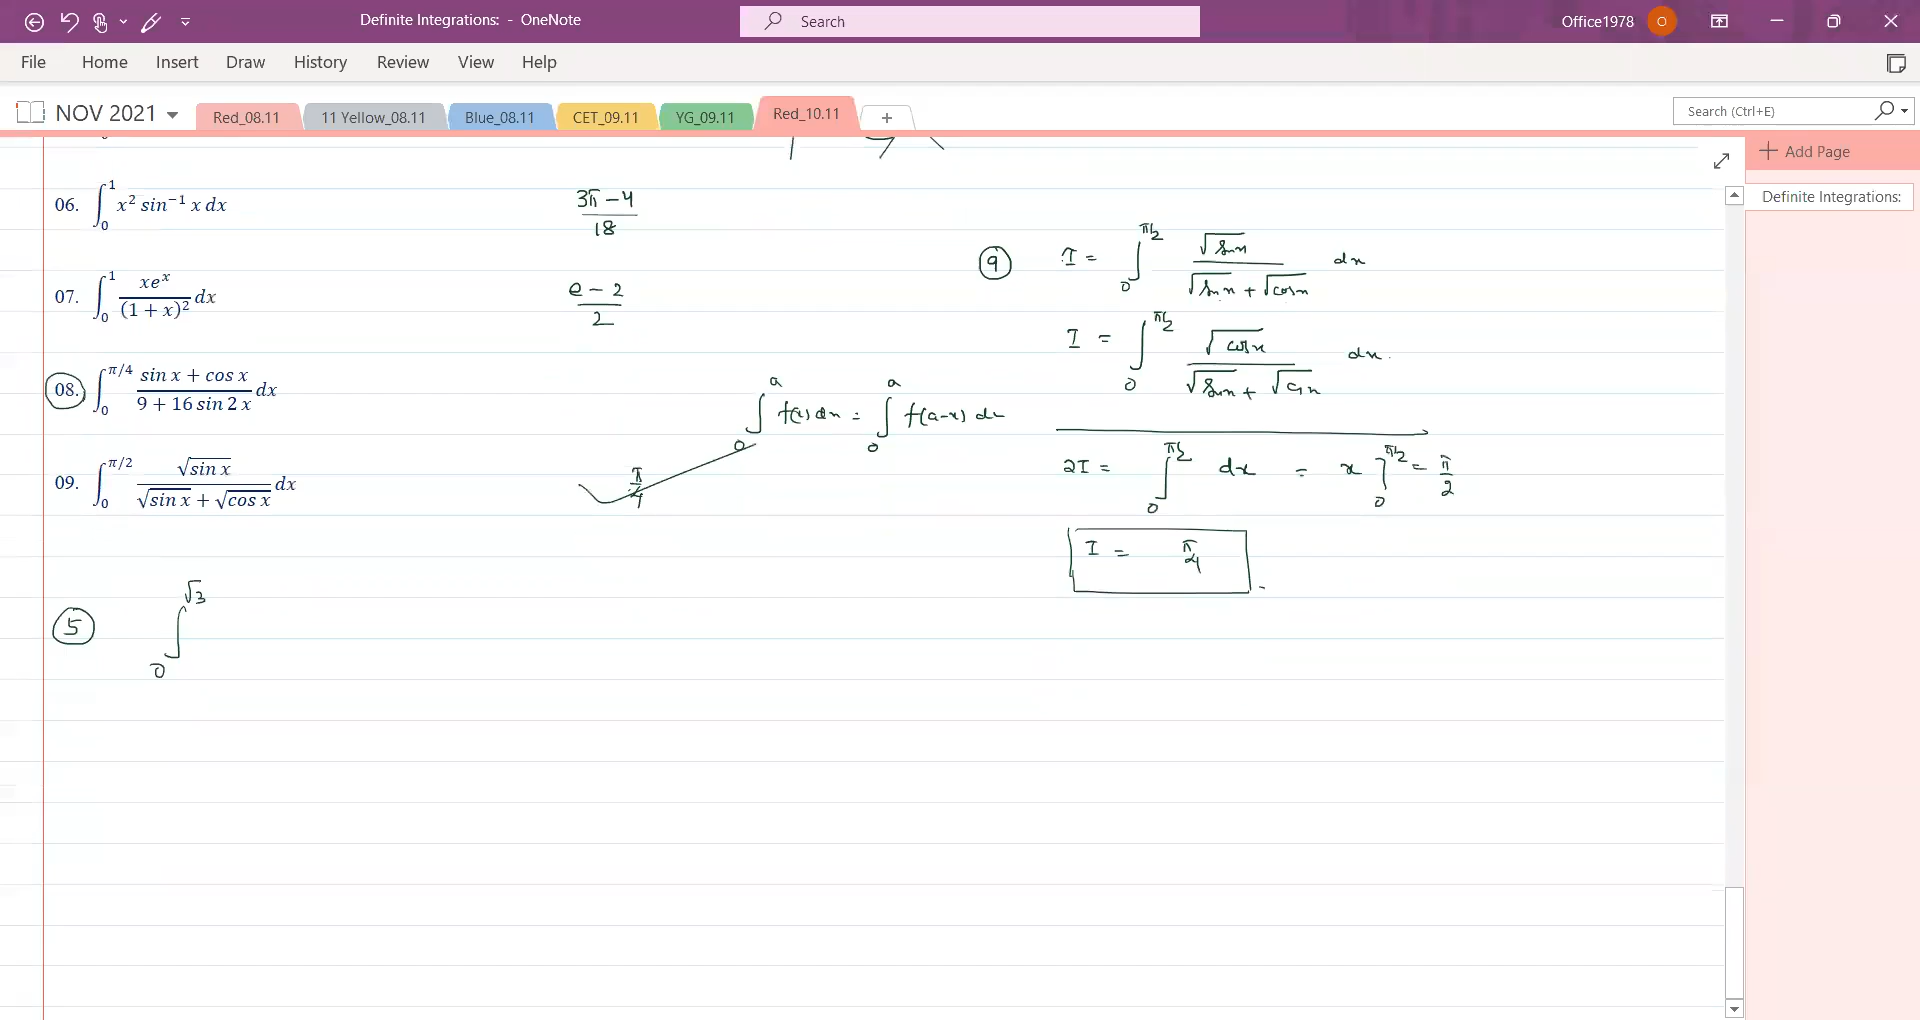 Definite Integrations: - OneNote
Search
Office1978
O
File Home Insert Draw History Review View Help
NOV 2021
Red_08.11
11 Yellow_08.11
Blue_08.11
CET_09.11
YG_09.11
Red_10.11
+
Search (Ctrl+E)
+ Add Page
Definite Integrations:
06. ∫₀¹ x² sin⁻¹ x dx
(3π – 4)/18
07. ∫₀¹ xeˣ/(1 + x)² dx
(e – 2)/2
08. ∫₀^(π/4) (sin x + cos x)/(9 + 16 sin 2x) dx
∫₀^a f(x) dx = ∫₀^a f(a-x) dx
09. ∫₀^(π/2) √(sin x)/(√(sin x) + √(cos x)) dx
π/4
9 I = ∫₀^(π/2) √(sin x)/(√(sin x) + √(cos x)) dx
I = ∫₀^(π/2) √(cos x)/(√(sin x) + √(cos x)) dx.
2I = ∫₀^(π/2) dx = x]₀^(π/2) = π/2
I = π/4
5 ∫₀^√3